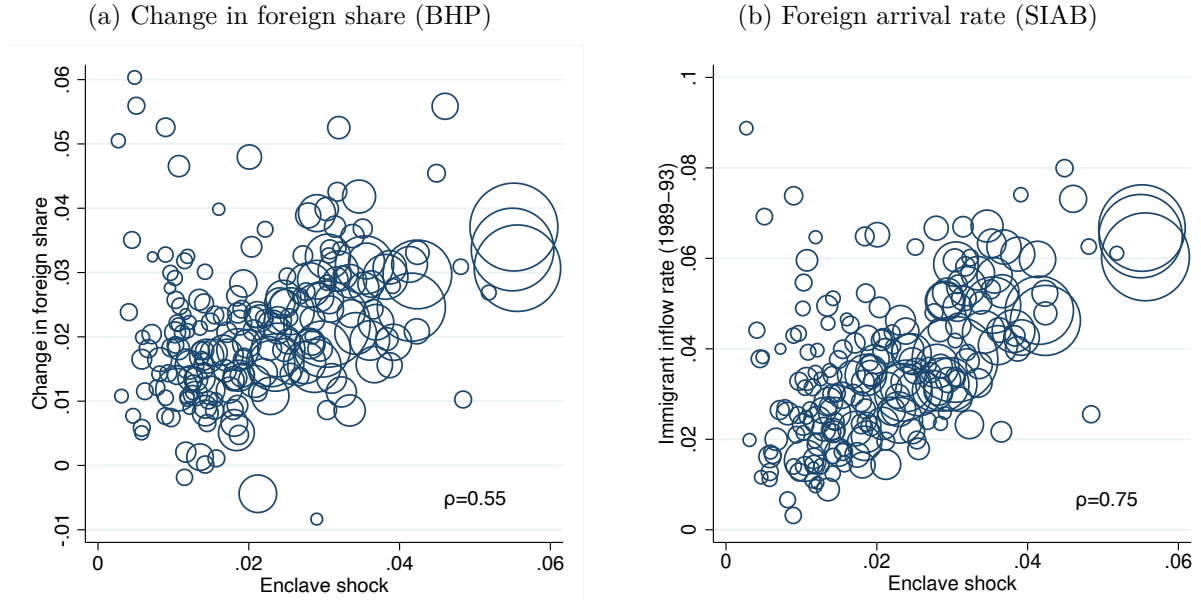 (a) Change in foreign share (BHP)
Change in foreign share
.06
.05
.04
.03
.02
.01
0
-.01
ρ=0.55
0 .02 .04 .06
Enclave shock
(b) Foreign arrival rate (SIAB)
Immigrant inflow rate (1989−93)
.1
.08
.06
.04
.02
0
ρ=0.75
0 .02 .04 .06
Enclave shock